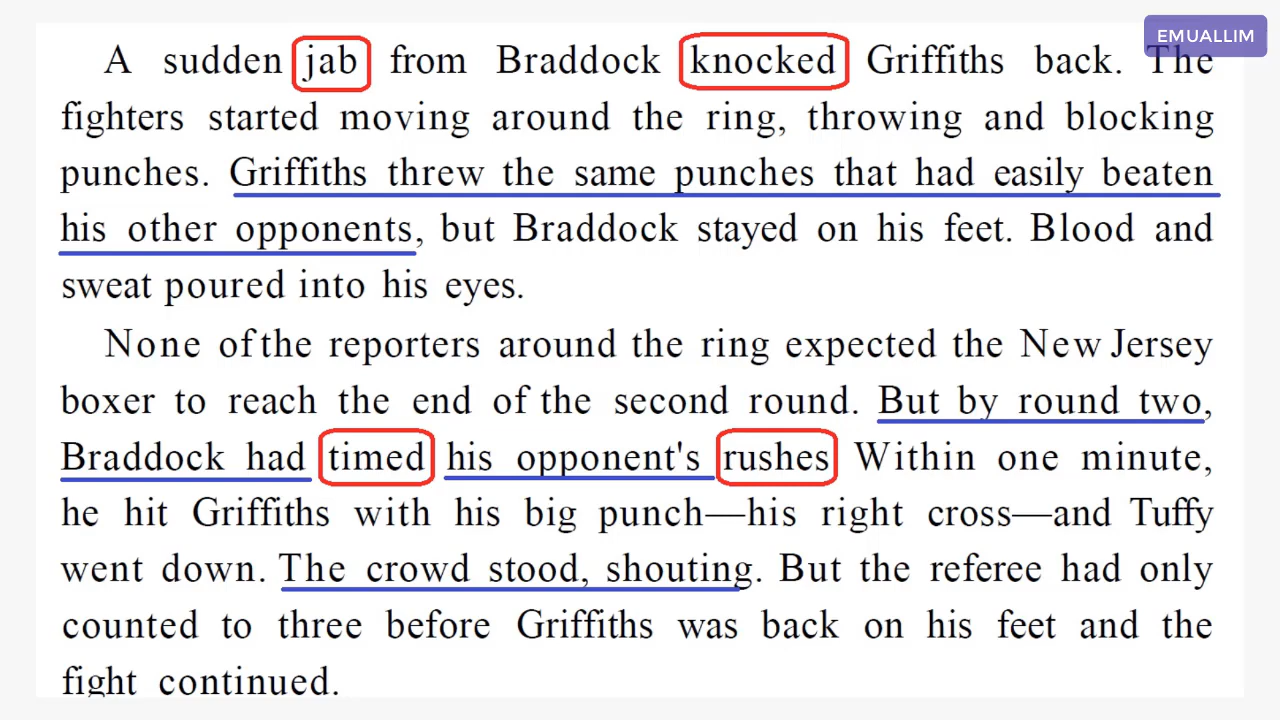 EMUALLIM
A sudden jab from Braddock knocked Griffiths back. The
fighters started moving around the ring, throwing and blocking
punches. Griffiths threw the same punches that had easily beaten
his other opponents, but Braddock stayed on his feet. Blood and
sweat poured into his eyes.
None of the reporters around the ring expected the New Jersey
boxer to reach the end of the second round. But by round two,
Braddock had timed his opponent's rushes Within one minute,
he hit Griffiths with his big punch—his right cross—and Tuffy
went down. The crowd stood, shouting. But the referee had only
counted to three before Griffiths was back on his feet and the
fight continued.